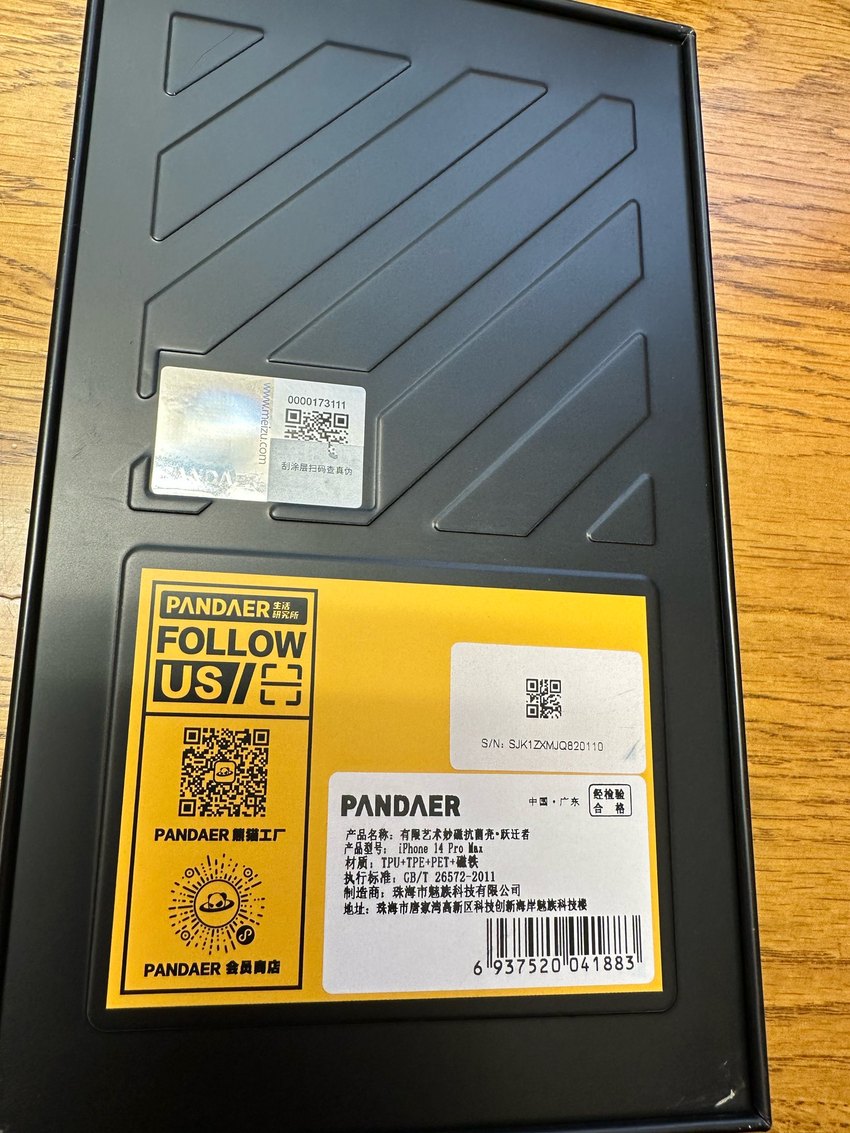 www.meizu.com
0000173111
刮涂层扫码查真伪
PANDAER
PANDAER 生活研究所
FOLLOW
US//
S/N: SJK1ZXMJQ820110
PANDAER 熊猫工厂
PANDAER 会员商店
PANDAER
中国·广东
经检验
合格
产品名称: 有限艺术妙磁抗菌壳·跃迁者
产品型号: iPhone 14 Pro Max
材质: TPU+TPE+PET+磁铁
执行标准: GB/T 26572-2011
制造商: 珠海市魅族科技有限公司
地址: 珠海市唐家湾高新区科技创新海岸魅族科技楼
6 937520 041883